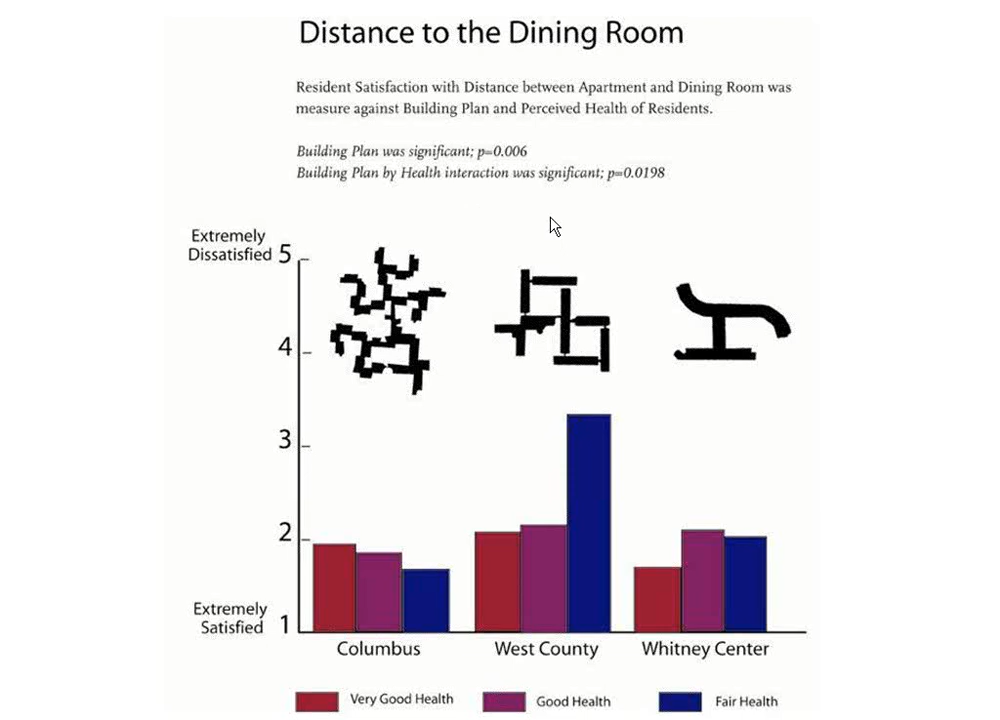 Distance to the Dining Room
Resident Satisfaction with Distance between Apartment and Dining Room was
measure against Building Plan and Perceived Health of Residents.
Building Plan was significant; p=0.006
Building Plan by Health interaction was significant; p=0.0198
Extremely
Dissatisfied 5
4
3
2
Extremely
Satisfied 1
Columbus West County Whitney Center
Very Good Health Good Health Fair Health